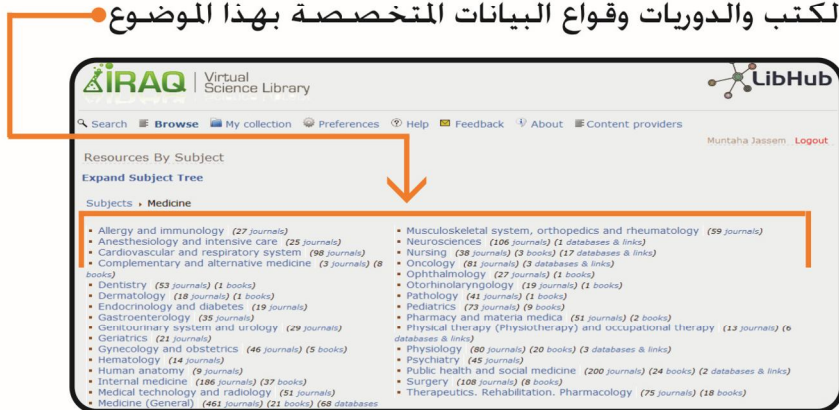 لكتب والدوريات وقواع البيانات المتخصصة بهذا الموضوع
IRAQ | Virtual Science Library
LibHub
Search Browse My collection Preferences Help Feedback About Content providers
Muntaha Jassem Logout
Resources By Subject
Expand Subject Tree
Subjects › Medicine
Allergy and immunology (27 journals)
Anesthesiology and intensive care (25 journals)
Cardiovascular and respiratory system (98 journals)
Complementary and alternative medicine (3 journals) (8
books)
Dentistry (53 journals) (1 books)
Dermatology (18 journals) (1 books)
Endocrinology and diabetes (19 journals)
Gastroenterology (35 journals)
Genitourinary system and urology (29 journals)
Geriatrics (21 journals)
Gynecology and obstetrics (46 journals) (5 books)
Hematology (14 journals)
Human anatomy (9 journals)
Internal medicine (186 journals) (37 books)
Medical technology and radiology (51 journals)
Medicine (General) (461 journals) (21 books) (68 databases
Musculoskeletal system, orthopedics and rheumatology (59 journals)
Neurosciences (106 journals) (1 databases & links)
Nursing (38 journals) (3 books) (17 databases & links)
Oncology (81 journals) (3 databases & links)
Ophthalmology (27 journals) (1 books)
Otorhinolaryngology (19 journals) (1 books)
Pathology (41 journals) (1 books)
Pediatrics (73 journals) (9 books)
Pharmacy and materia medica (51 journals) (2 books)
Physical therapy (Physiotherapy) and occupational therapy (13 journals) (6
databases & links)
Physiology (80 journals) (20 books) (3 databases & links)
Psychiatry (45 journals)
Public health and social medicine (200 journals) (24 books) (2 databases & links)
Surgery (108 journals) (8 books)
Therapeutics. Rehabilitation. Pharmacology (75 journals) (18 books)